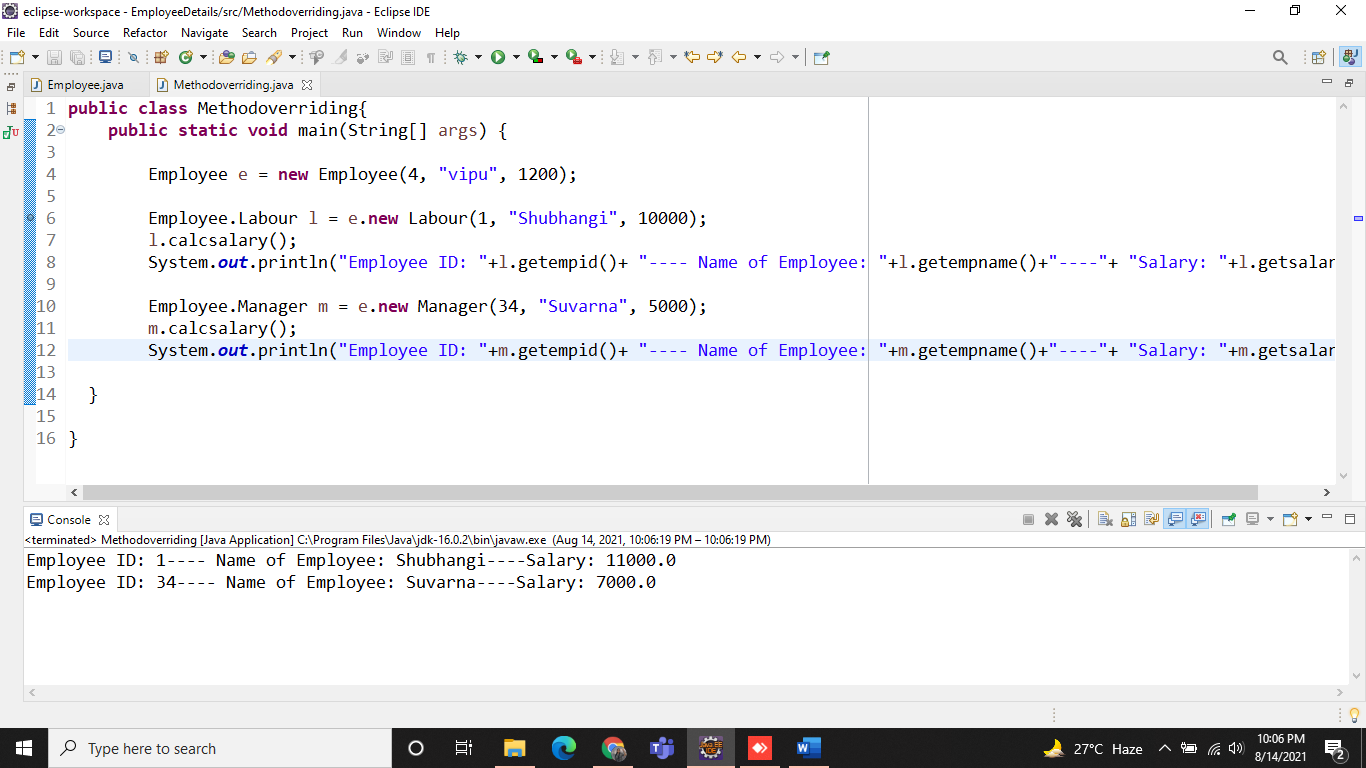 eclipse-workspace - EmployeeDetails/src/Methodoverriding.java - Eclipse IDE
File Edit Source Refactor Navigate Search Project Run Window Help
Employee.java Methodoverriding.java
1 public class Methodoverriding{
2 public static void main(String[] args) {
3
4 Employee e = new Employee(4, "vipu", 1200);
5
6 Employee.Labour l = e.new Labour(1, "Shubhangi", 10000);
7 l.calcsalary();
8 System.out.println("Employee ID: "+l.getempid()+ "---- Name of Employee: "+l.getempname()+"----"+ "Salary: "+l.getsalar
9
10 Employee.Manager m = e.new Manager(34, "Suvarna", 5000);
11 m.calcsalary();
12 System.out.println("Employee ID: "+m.getempid()+ "---- Name of Employee: "+m.getempname()+"----"+ "Salary: "+m.getsalar
13
14 }
15
16 }
Console
<terminated> Methodoverriding [Java Application] C:\Program Files\Java\jdk-16.0.2\bin\javaw.exe (Aug 14, 2021, 10:06:19 PM – 10:06:19 PM)
Employee ID: 1---- Name of Employee: Shubhangi----Salary: 11000.0
Employee ID: 34---- Name of Employee: Suvarna----Salary: 7000.0
Type here to search
27°C Haze
10:06 PM
8/14/2021
2